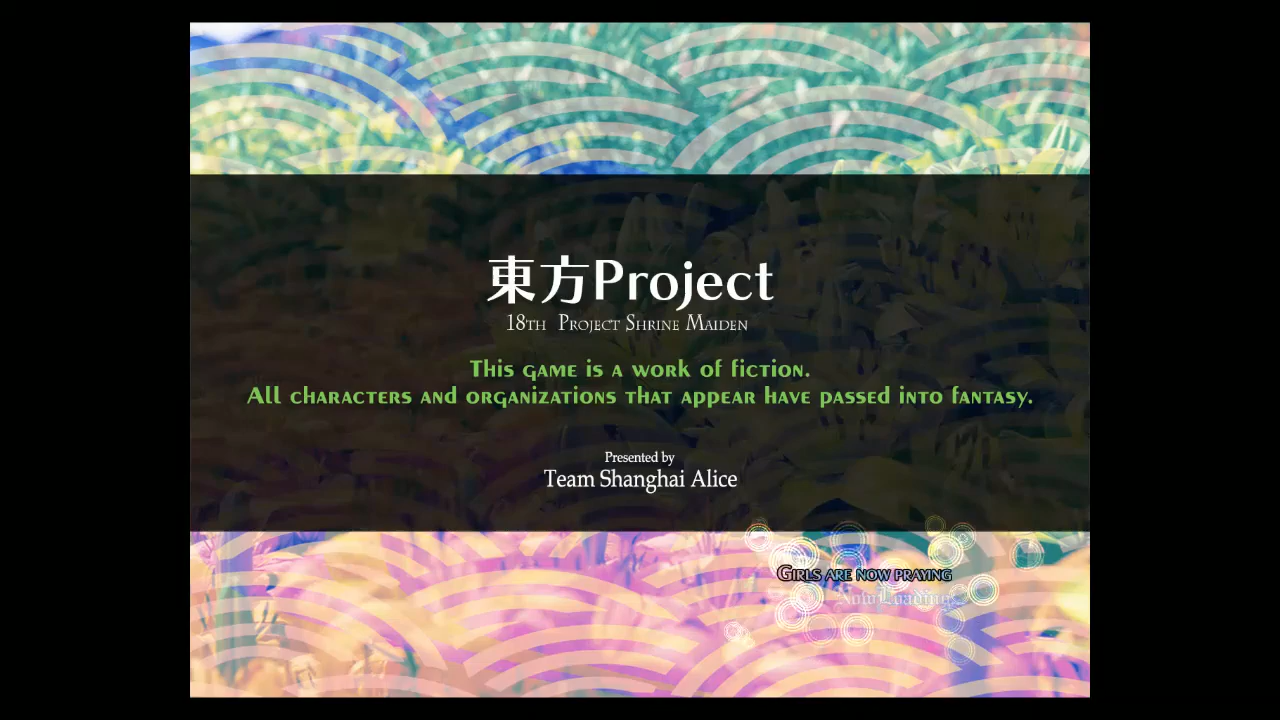 東方Project
18th Project Shrine Maiden
This game is a work of fiction.
All characters and organizations that appear have passed into fantasy.
Presented by
Team Shanghai Alice
Girls are now praying
Now Loading